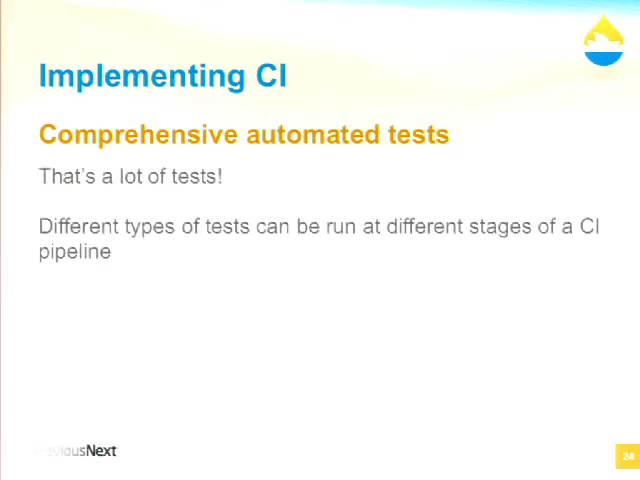 Implementing CI
Comprehensive automated tests
That's a lot of tests!
Different types of tests can be run at different stages of a CI
pipeline
PreviousNext
24